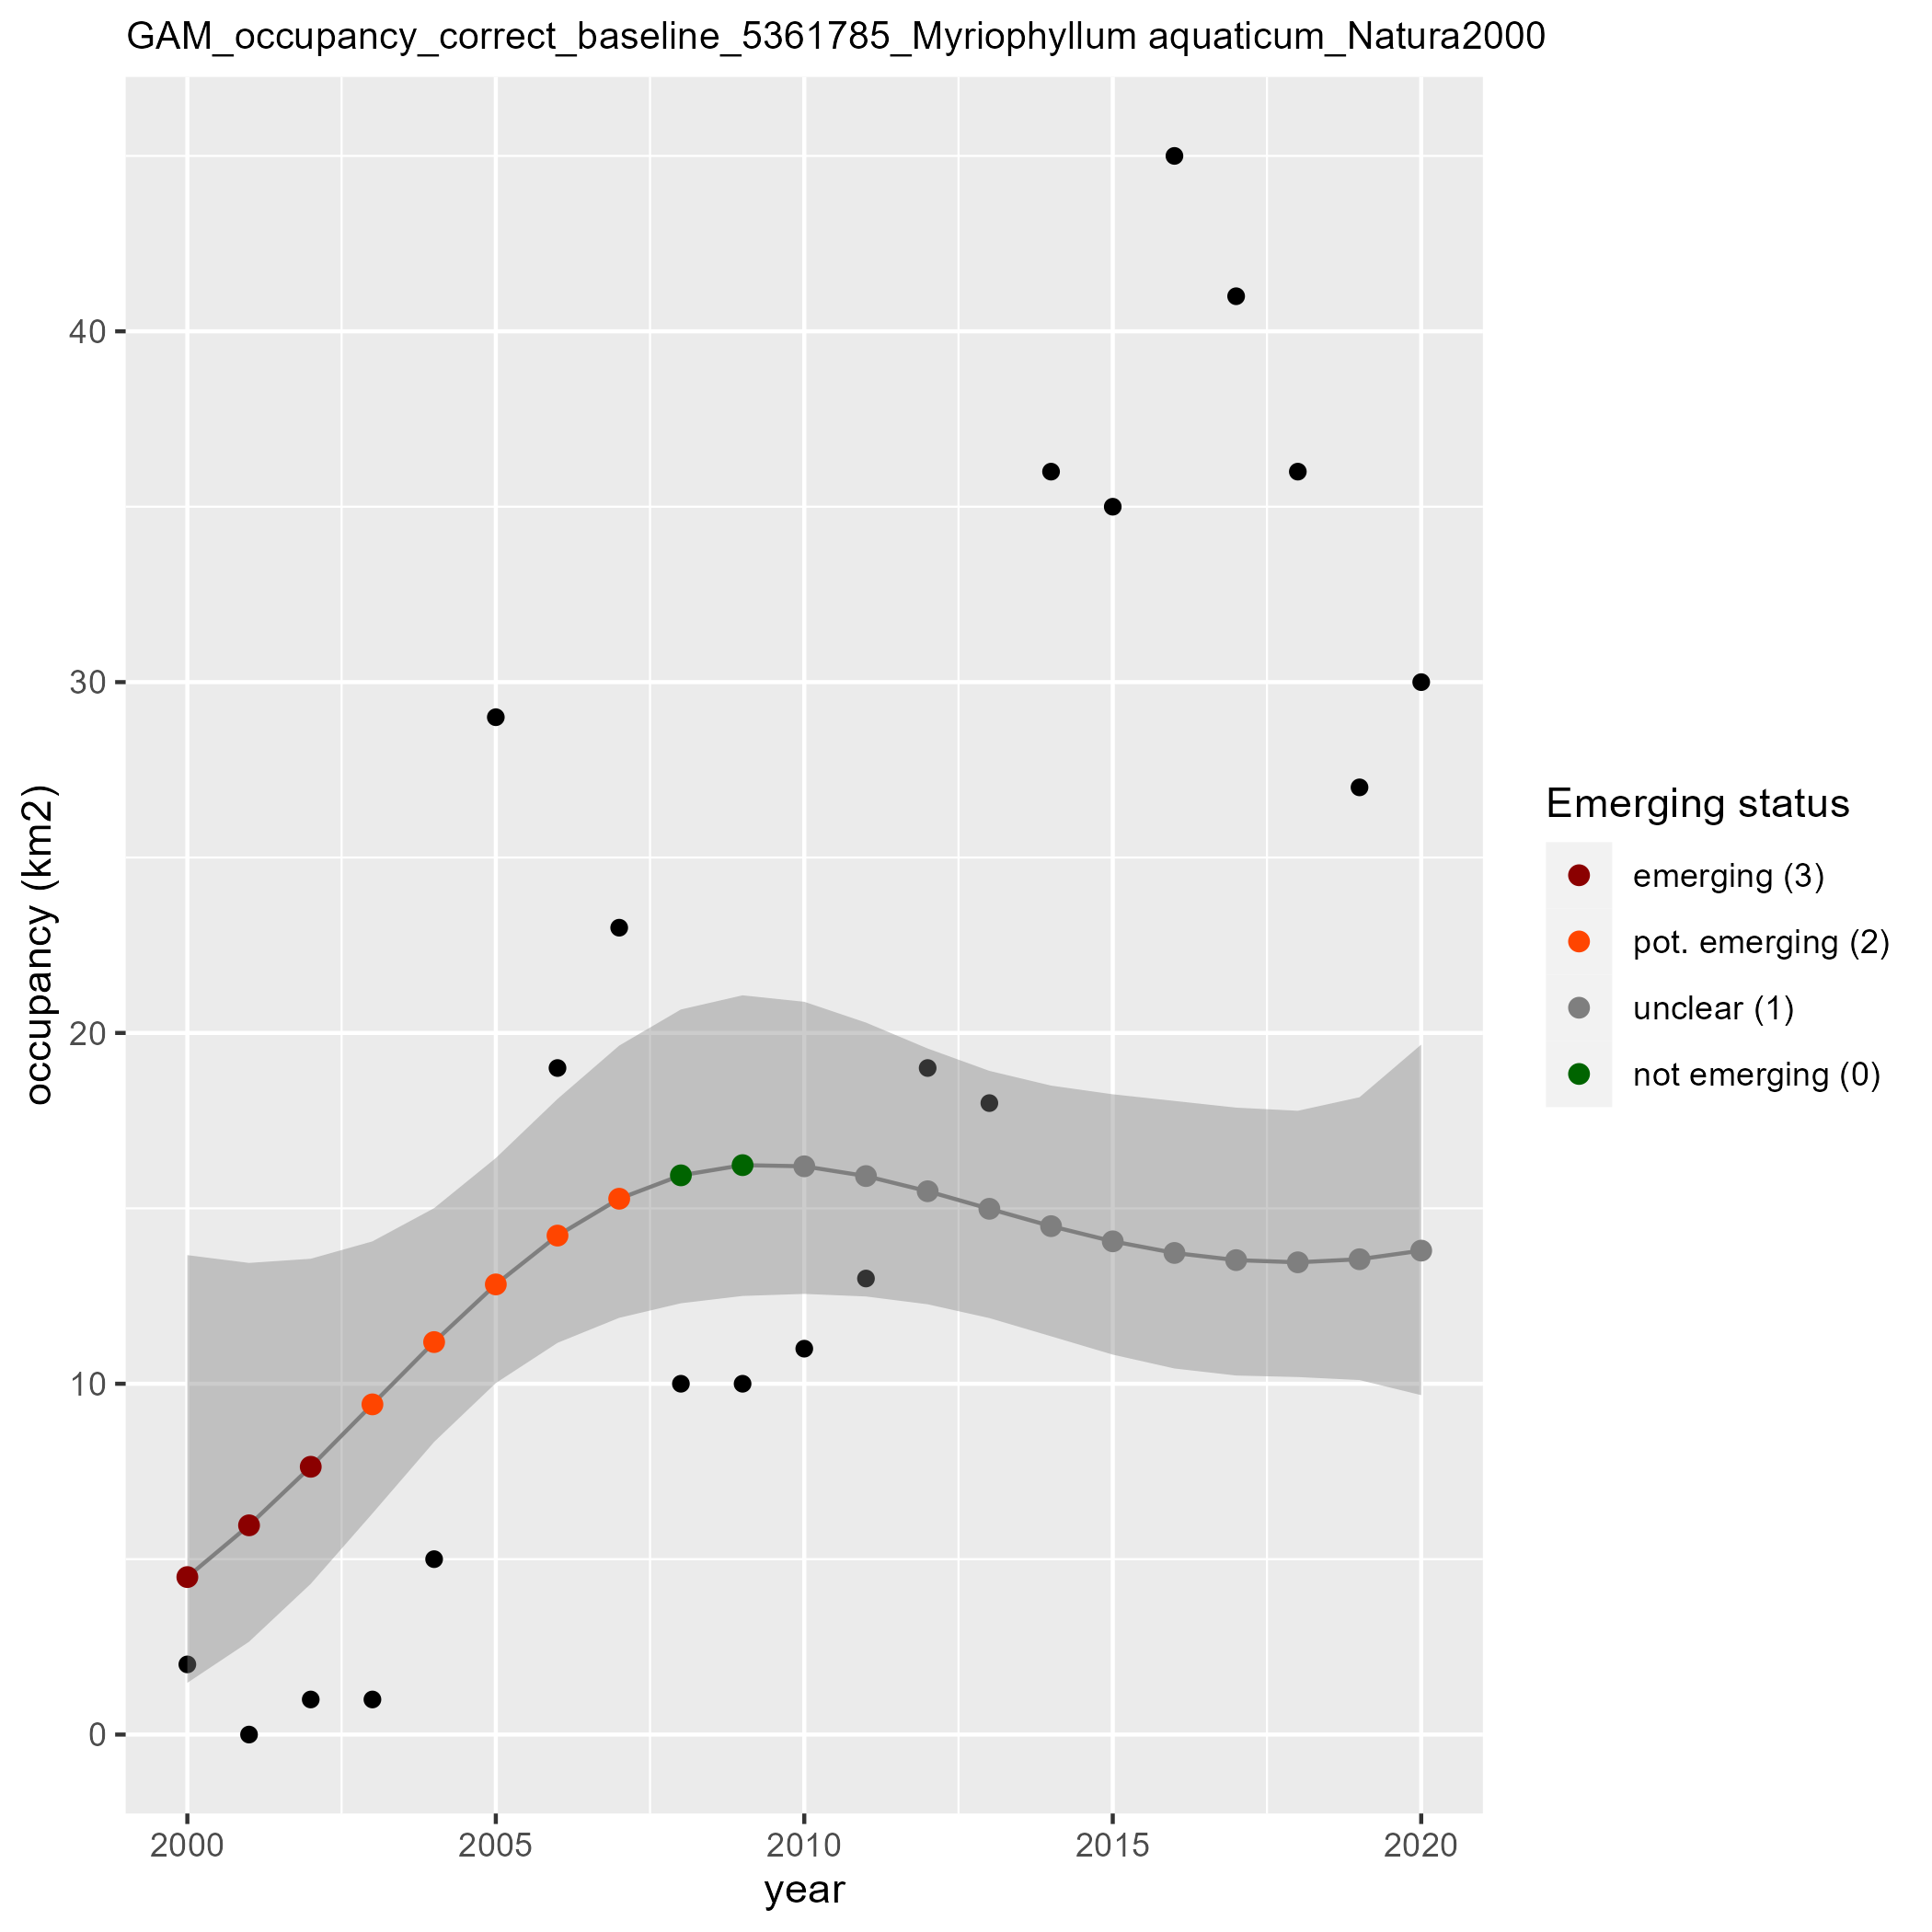 GAM_occupancy_correct_baseline_5361785_Myriophyllum aquaticum_Natura2000
occupancy (km2)
40
30
20
10
0
2000 2005 2010 2015 2020
year
Emerging status
emerging (3)
pot. emerging (2)
unclear (1)
not emerging (0)